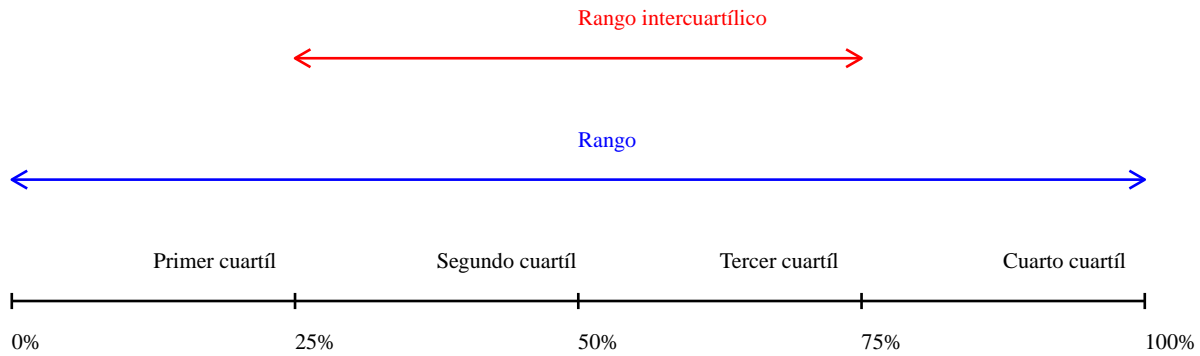 Rango intercuartílico
Rango
Primer cuartíl Segundo cuartíl Tercer cuartíl Cuarto cuartíl
0% 25% 50% 75% 100%